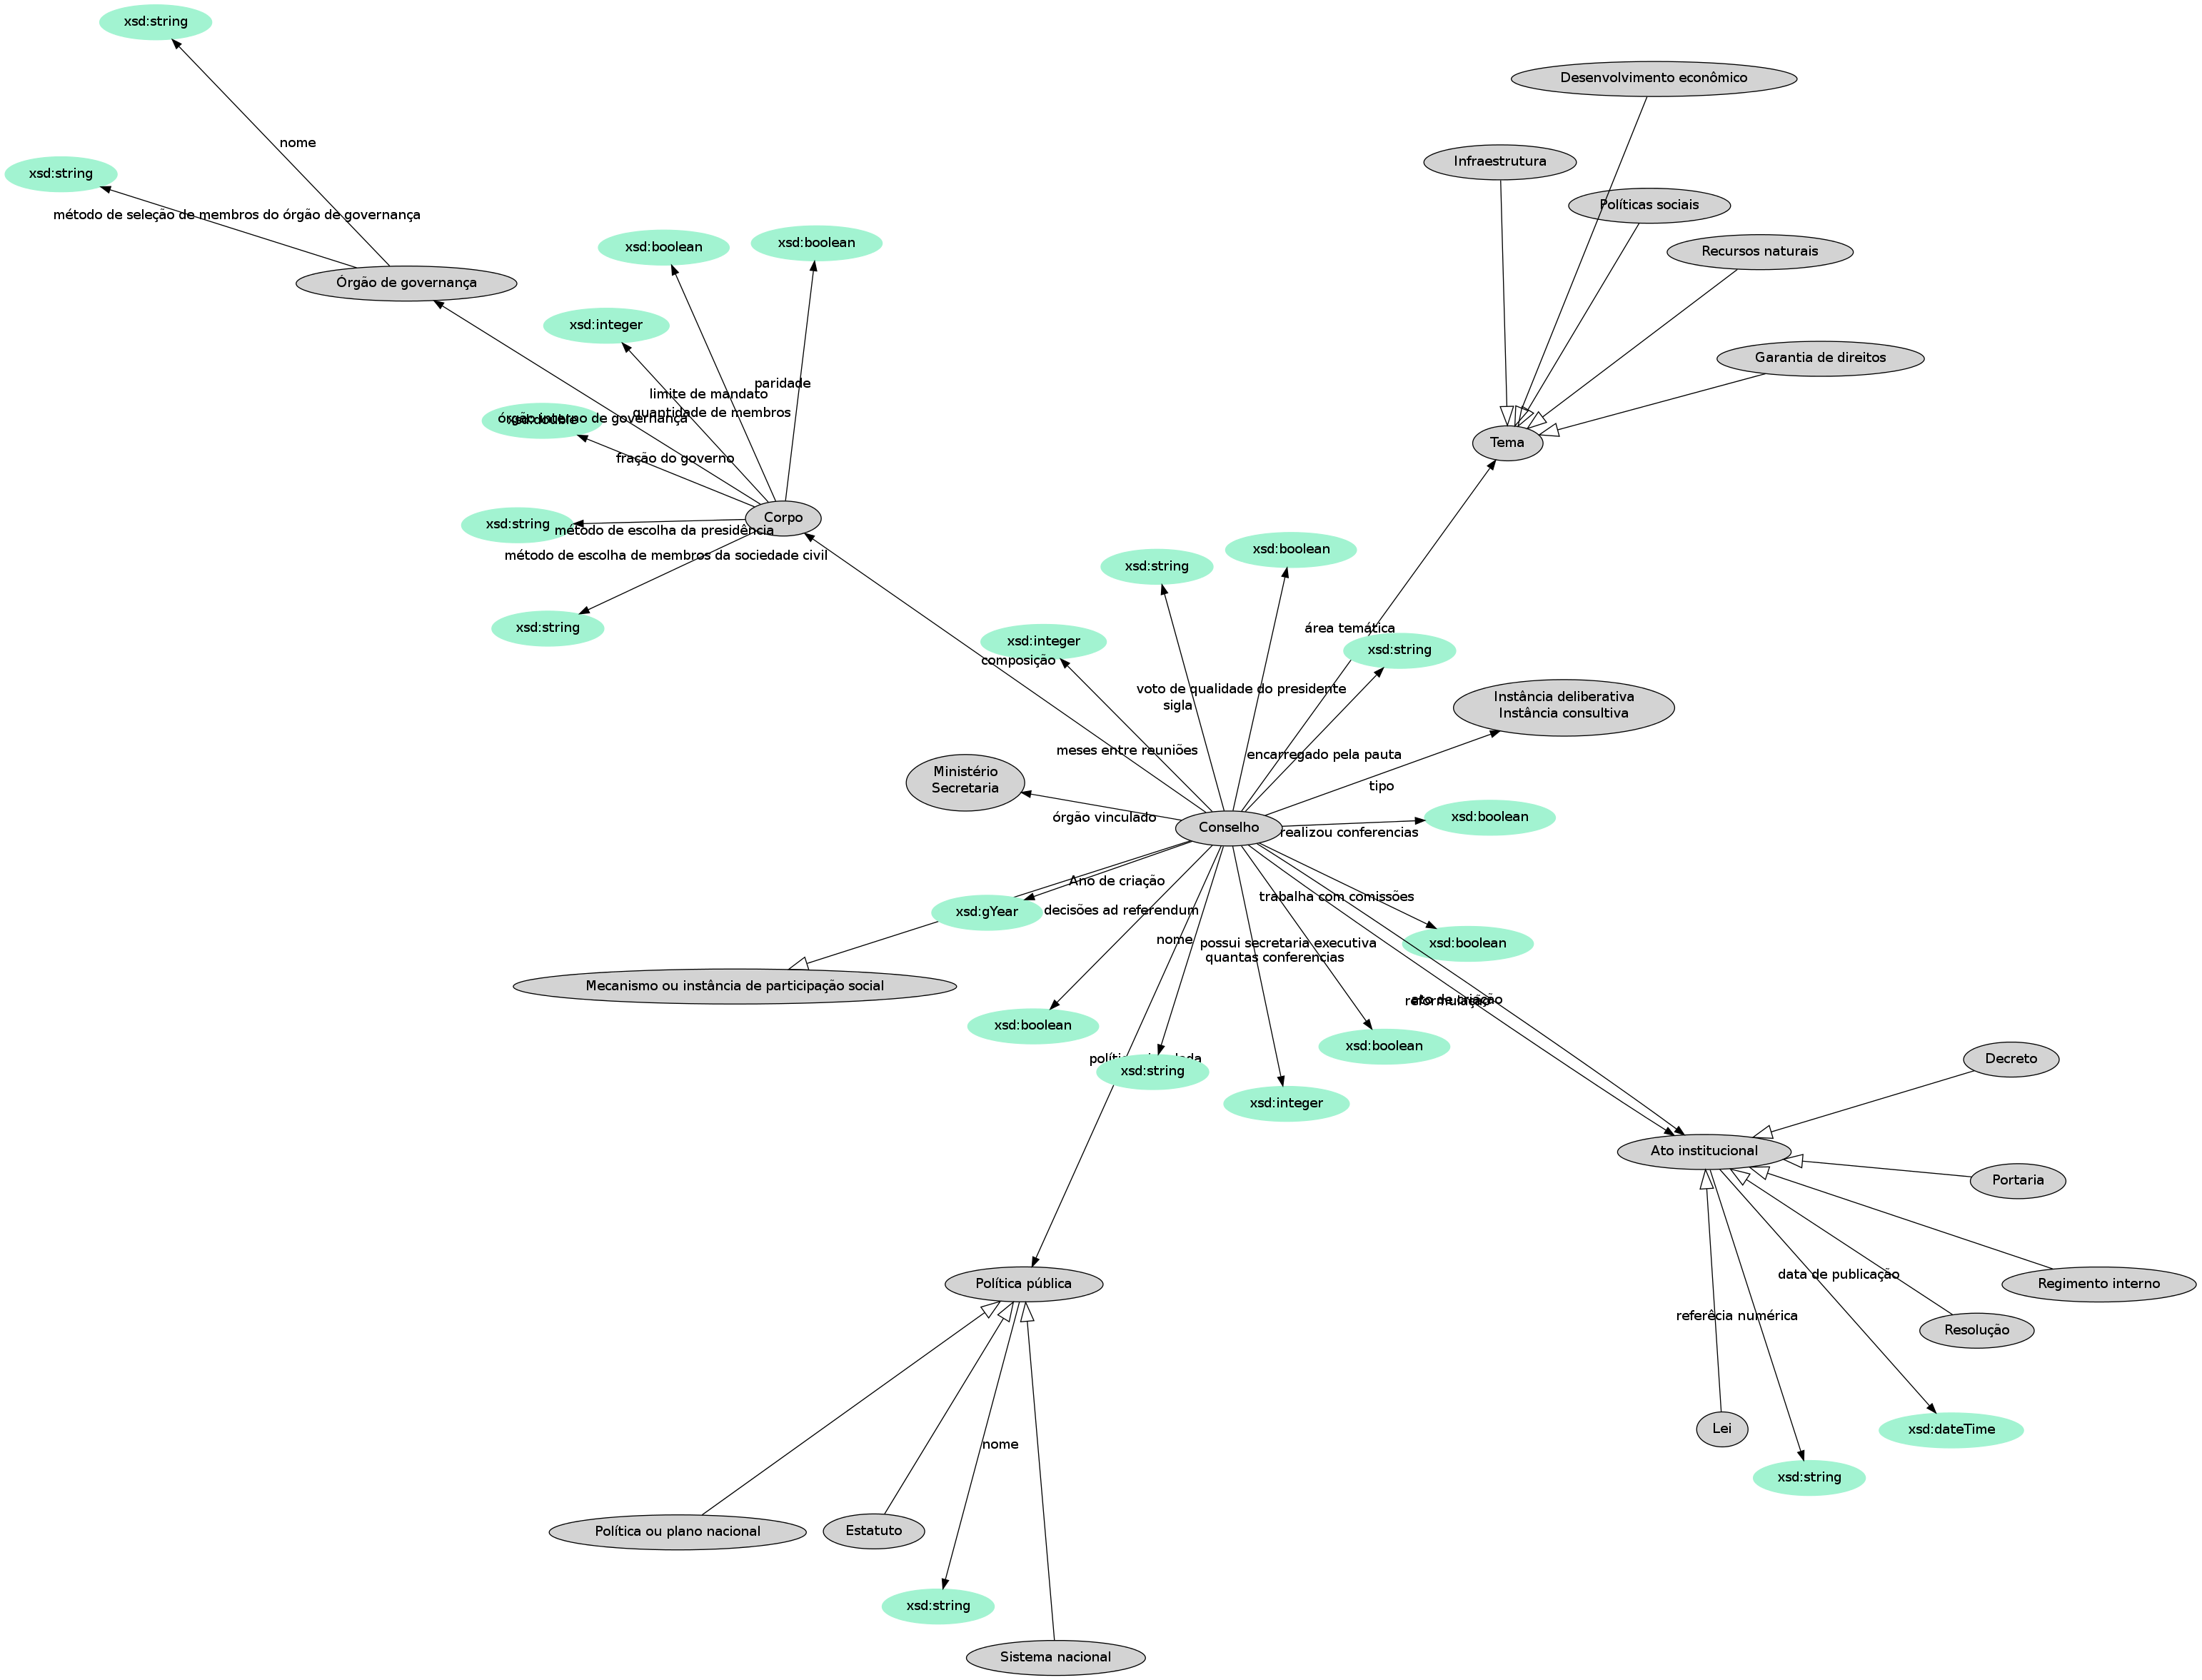 xsd:string
Desenvolvimento econômico
nome
Infraestrutura
xsd:string
Políticas sociais
método de seleção de membros do órgão de governança
xsd:boolean
xsd:boolean
Recursos naturais
Órgão de governança
xsd:integer
Garantia de direitos
paridade
limite de mandato
quantidade de membros
órgão interno de governança
xsd:double
Tema
fração do governo
Corpo
xsd:string
método de escolha da presidência
método de escolha de membros da sociedade civil
xsd:boolean
xsd:string
xsd:string
área temática
xsd:integer
xsd:string
composição
voto de qualidade do presidente
sigla
Instância deliberativa
Instância consultiva
meses entre reuniões
encarregado pela pauta
Ministério
Secretaria
tipo
órgão vinculado
xsd:boolean
Conselho
realizou conferencias
Ano de criação
trabalha com comissões
xsd:gYear
decisões ad referendum
nome
possui secretaria executiva
xsd:boolean
quantas conferencias
Mecanismo ou instância de participação social
ato de criação
reformulação
xsd:boolean
xsd:boolean
xsd:string
Decreto
xsd:integer
Ato institucional
Portaria
data de publicação
Política pública
Regimento interno
referêcia numérica
Resolução
Lei
xsd:dateTime
nome
xsd:string
Política ou plano nacional
Estatuto
xsd:string
Sistema nacional